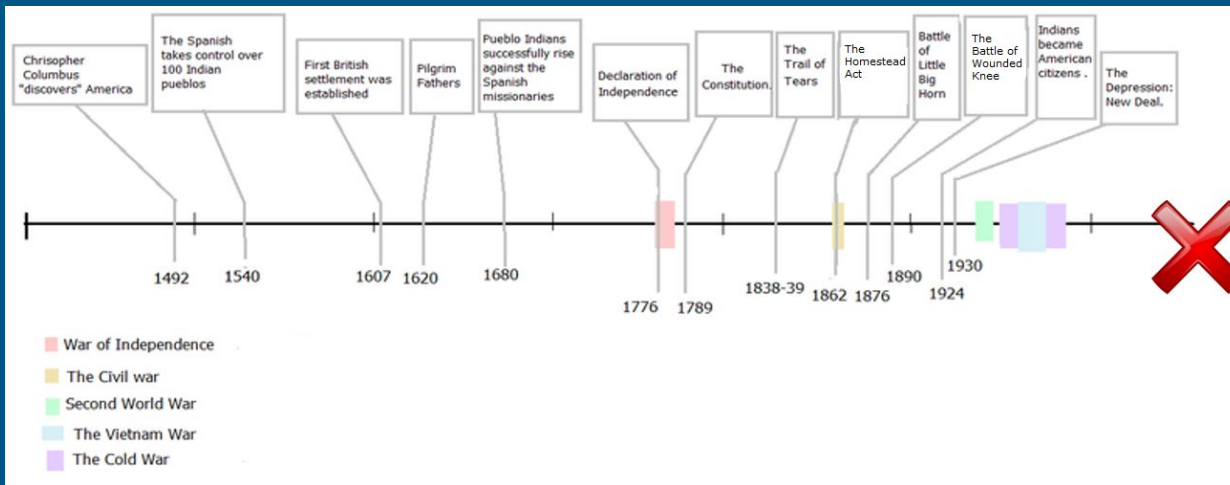 Chrisopher
Columbus
"discovers" America
The Spanish
takes control over
100 Indian
pueblos
First British
settlement was
established
Pilgrim
Fathers
Pueblo Indians
successfully rise
against the
Spanish
missionaries
Declaration of
Independence
The
Constitution.
The
Trail of
Tears
The
Homestead
Act
Battle
of
Little
Big
Horn
The
Battle of
Wounded
Knee
Indians
became
American
citizens .
The
Depression:
New Deal.
1492
1540
1607
1620
1680
1776
1789
1838-39
1862
1876
1890
1924
1930
War of Independence
The Civil war
Second World War
The Vietnam War
The Cold War